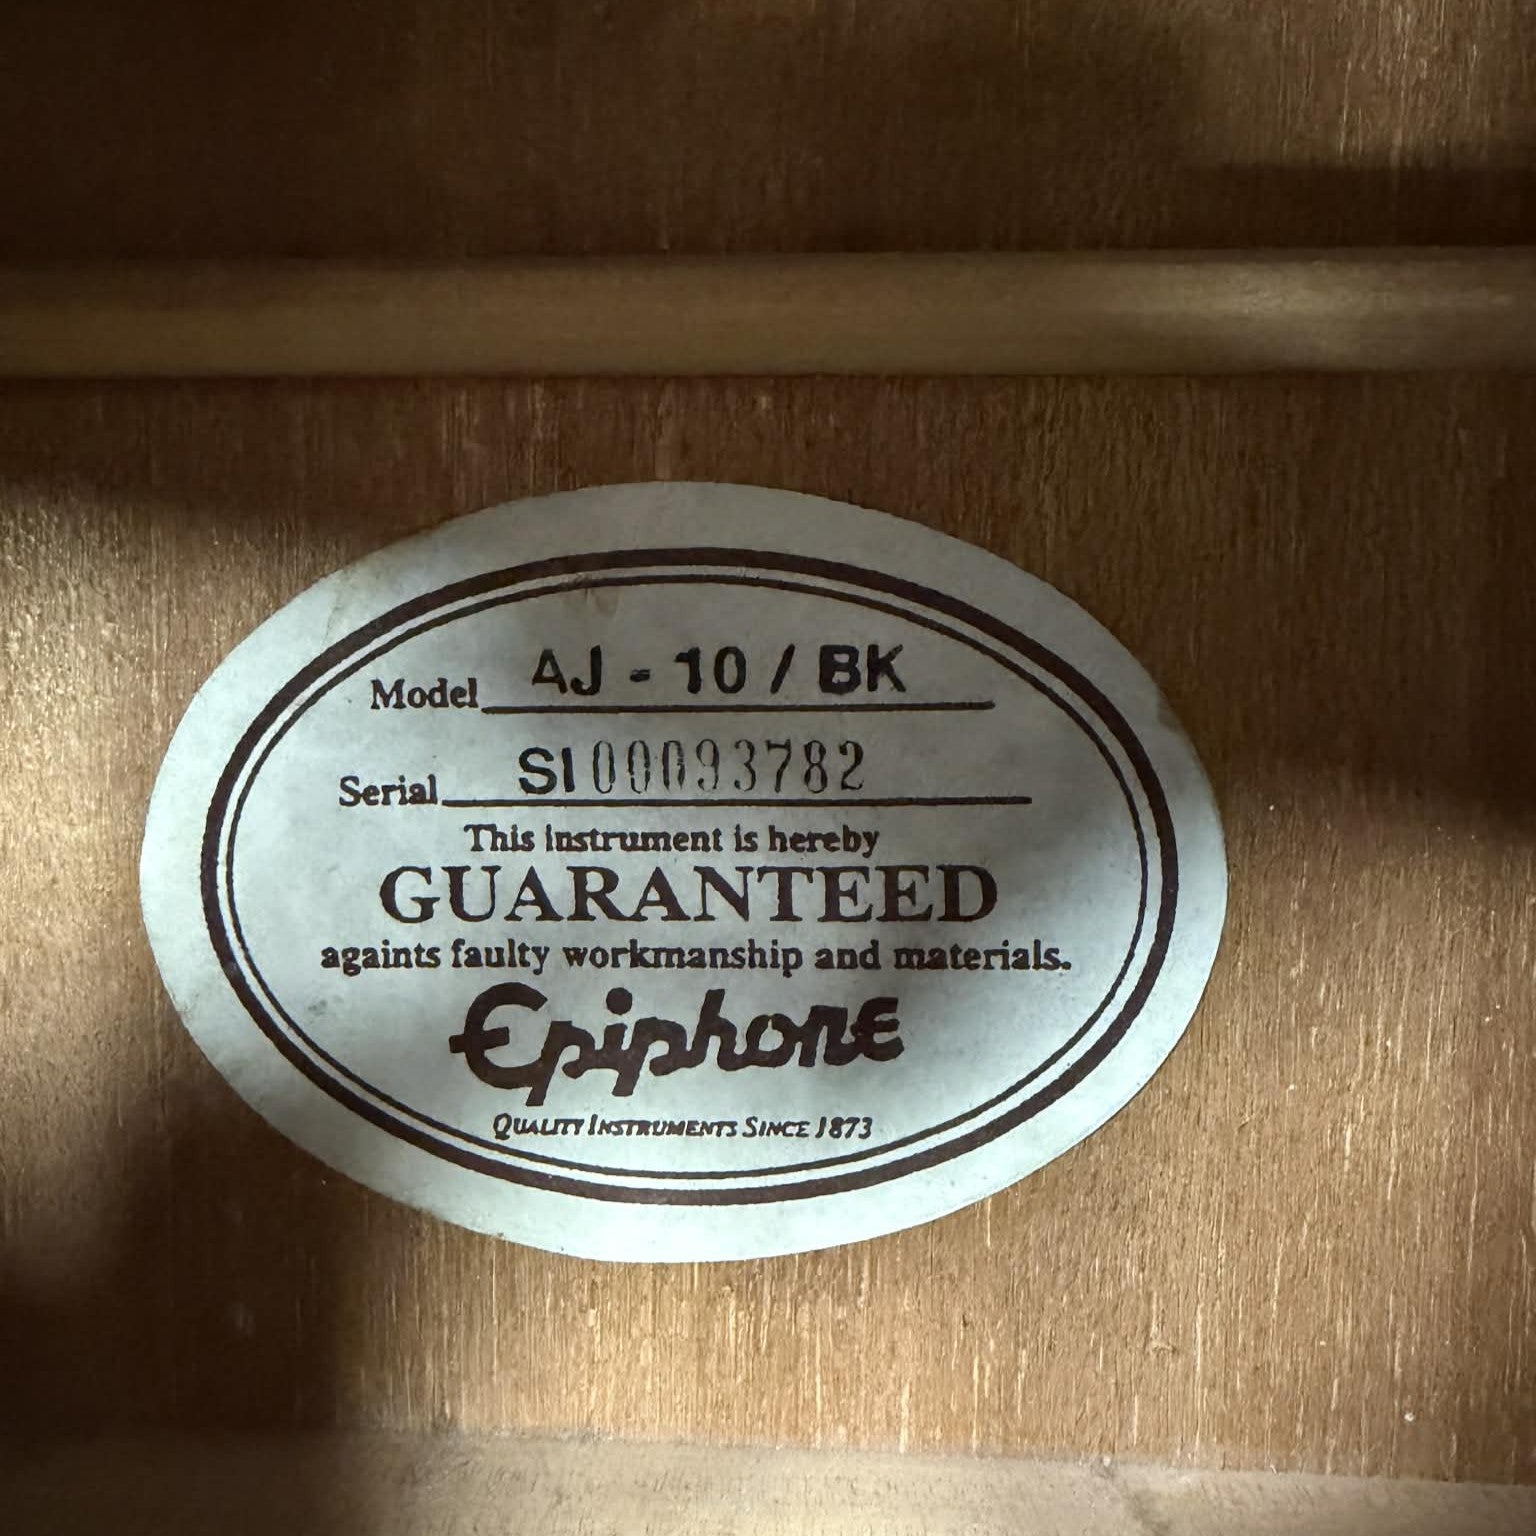 Model AJ - 10 / BK
Serial SI00093782
This instrument is hereby
GUARANTEED
againts faulty workmanship and materials.
Epiphone
QUALITY INSTRUMENTS SINCE 1873